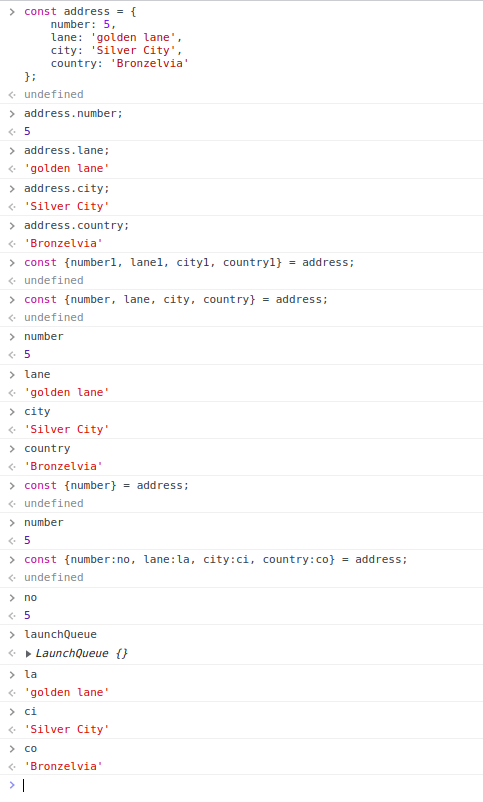 const address = {
    number: 5,
    lane: 'golden lane',
    city: 'Silver City',
    country: 'Bronzelvia'
};
undefined
address.number;
5
address.lane;
'golden lane'
address.city;
'Silver City'
address.country;
'Bronzelvia'
const {number1, lane1, city1, country1} = address;
undefined
const {number, lane, city, country} = address;
undefined
number
5
lane
'golden lane'
city
'Silver City'
country
'Bronzelvia'
const {number} = address;
undefined
number
5
const {number:no, lane:la, city:ci, country:co} = address;
undefined
no
5
launchQueue
LaunchQueue {}
la
'golden lane'
ci
'Silver City'
co
'Bronzelvia'